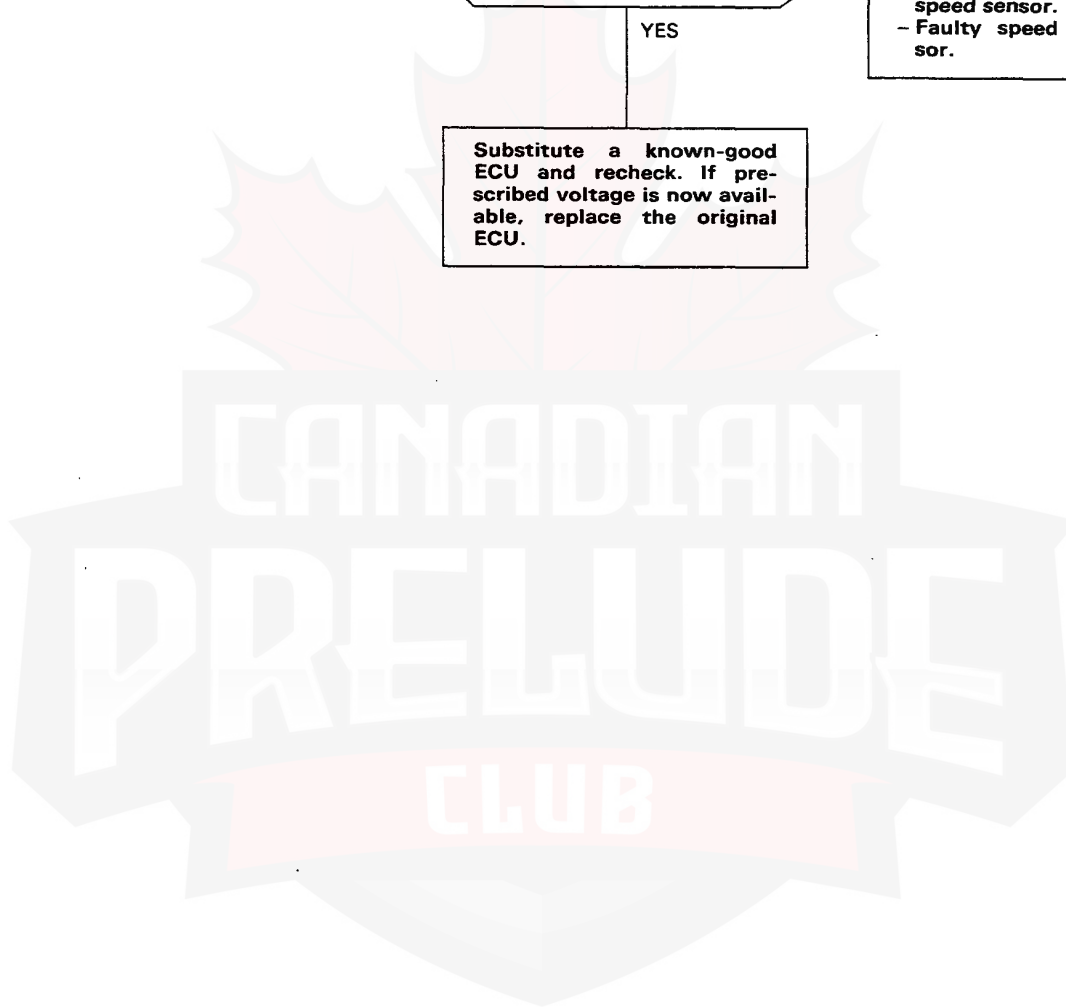 speed sensor.
– Faulty speed
sor.
YES
Substitute a known-good
ECU and recheck. If pre-
scribed voltage is now avail-
able, replace the original
ECU.
CANADIAN
PRELUDE
CLUB